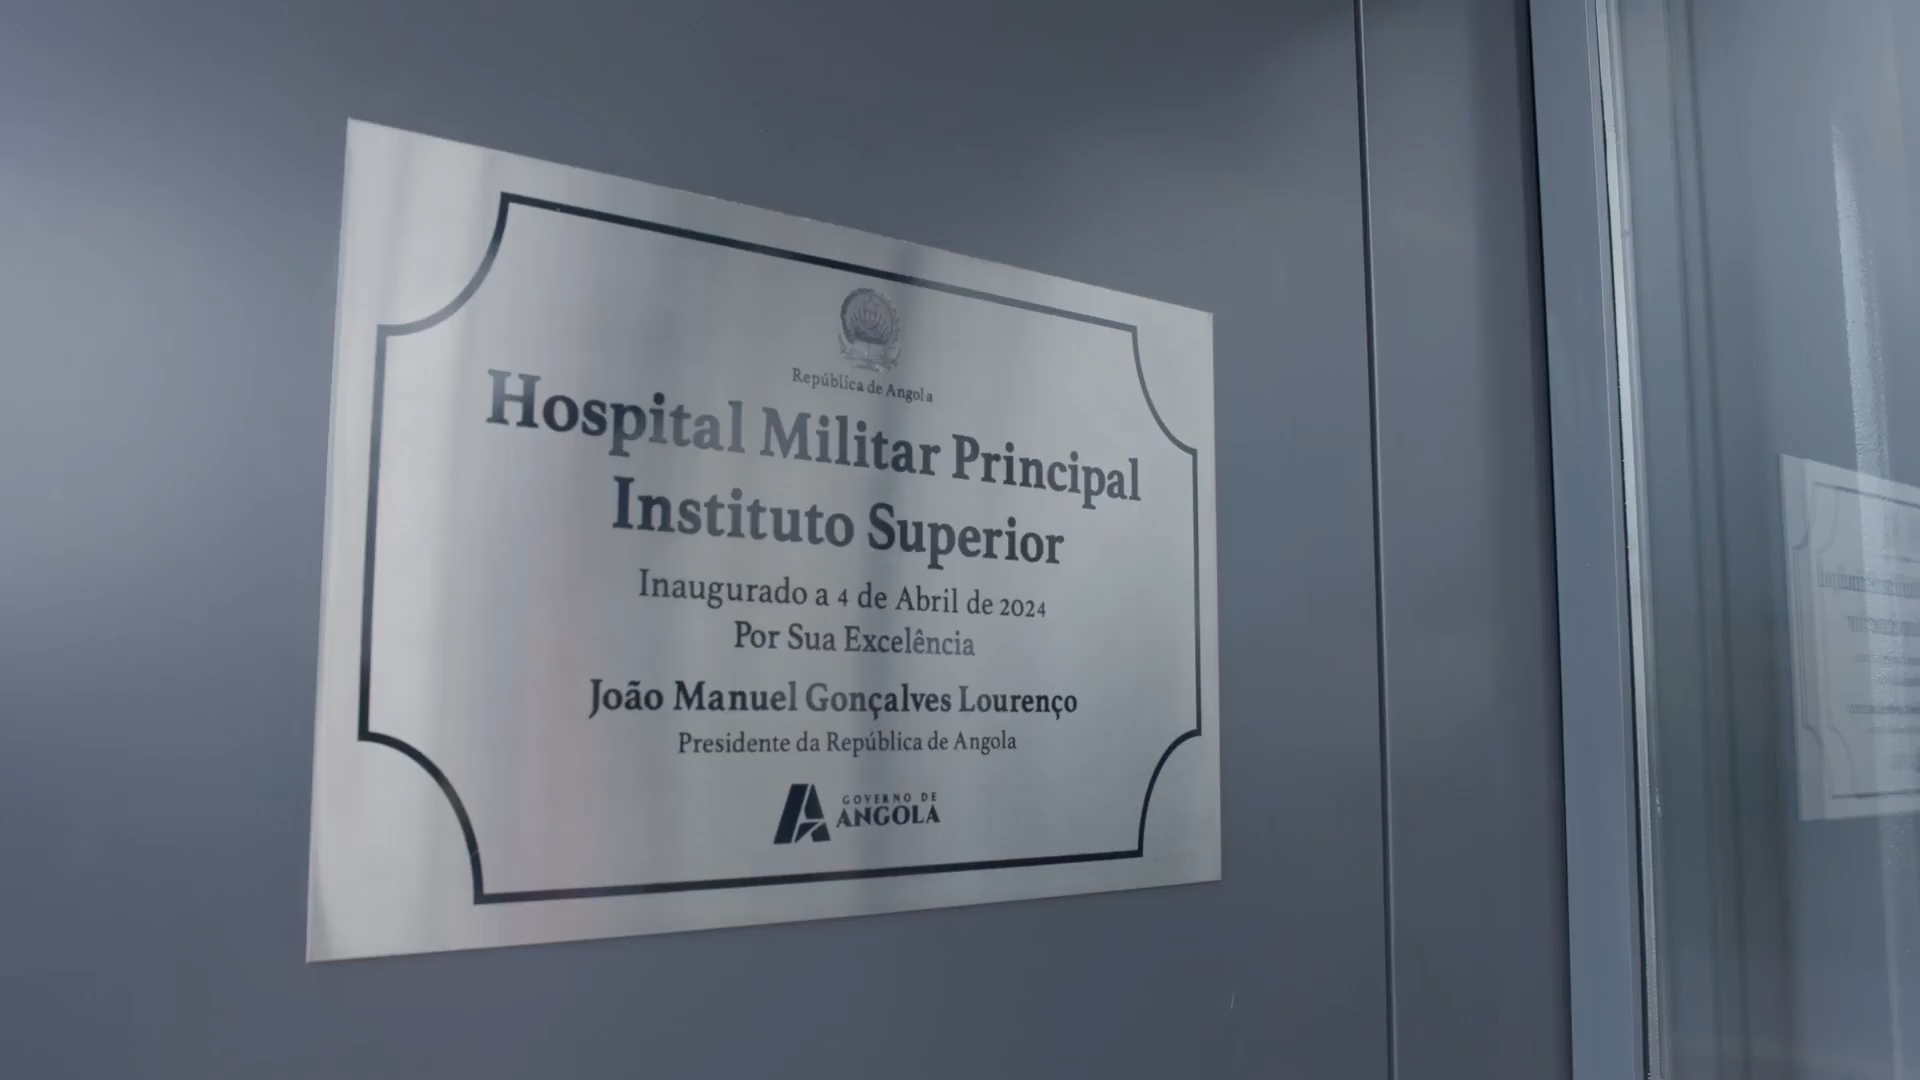 República de Angola
Hospital Militar Principal
Instituto Superior
Inaugurado a 4 de Abril de 2024
Por Sua Excelência
João Manuel Gonçalves Lourenço
Presidente da República de Angola
GOVERNO DE
ANGOLA